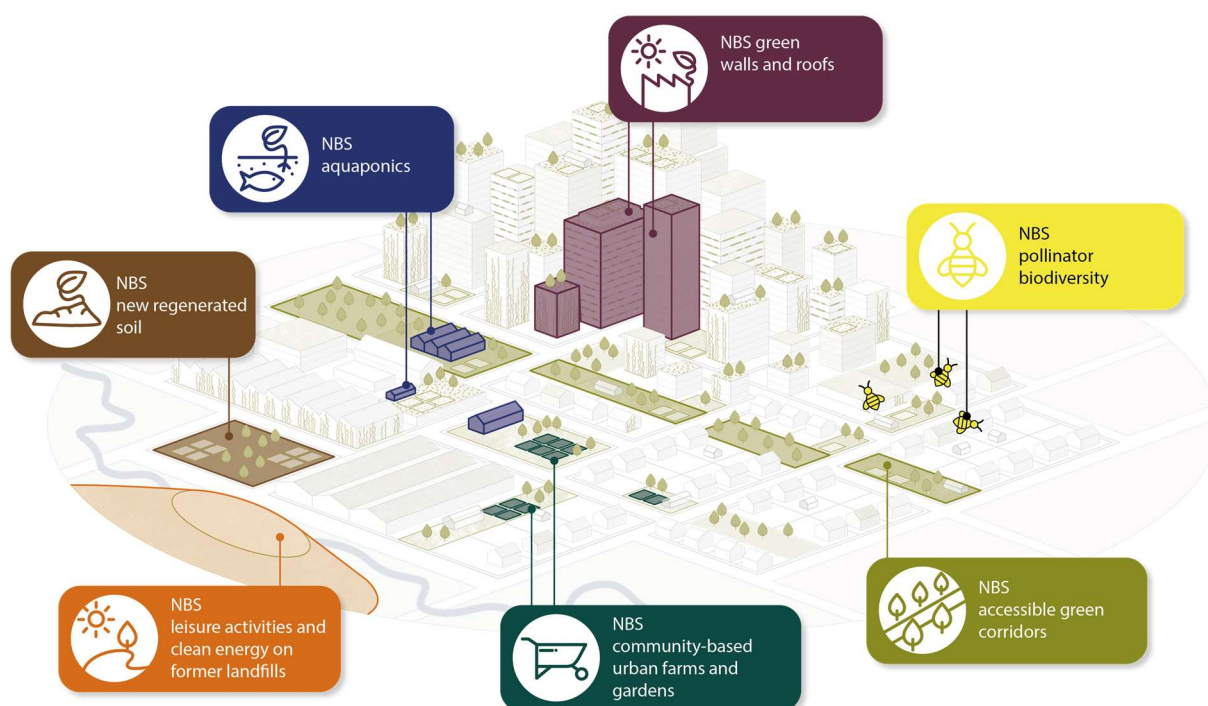 NBS green
walls and roofs
NBS
aquaponics
NBS
pollinator
biodiversity
NBS
new regenerated
soil
NBS
leisure activities and
clean energy on
former landfills
NBS
community-based
urban farms and
gardens
NBS
accessible green
corridors